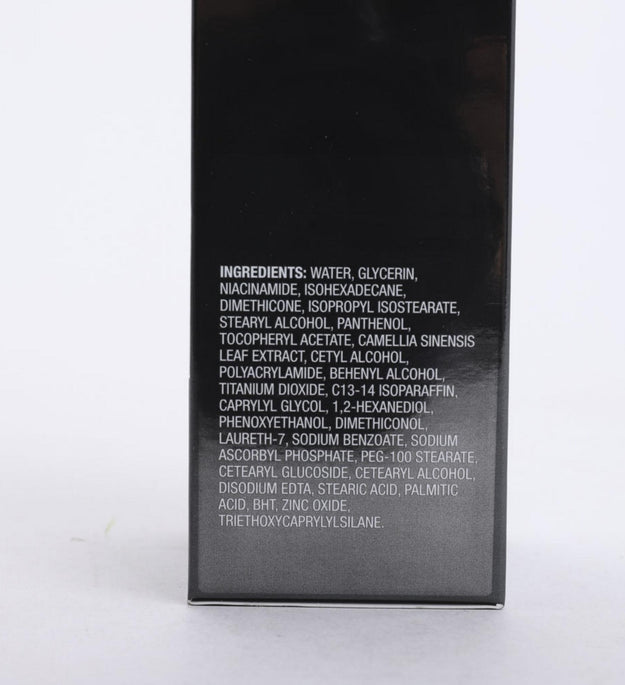 INGREDIENTS: WATER, GLYCERIN,
NIACINAMIDE, ISOHEXADECANE,
DIMETHICONE, ISOPROPYL ISOSTEARATE,
STEARYL ALCOHOL, PANTHENOL,
TOCOPHERYL ACETATE, CAMELLIA SINENSIS
LEAF EXTRACT, CETYL ALCOHOL,
POLYACRYLAMIDE, BEHENYL ALCOHOL,
TITANIUM DIOXIDE, C13-14 ISOPARAFFIN,
CAPRYLYL GLYCOL, 1,2-HEXANEDIOL,
PHENOXYETHANOL, DIMETHICONOL,
LAURETH-7, SODIUM BENZOATE, SODIUM
ASCORBYL PHOSPHATE, PEG-100 STEARATE,
CETEARYL GLUCOSIDE, CETEARYL ALCOHOL,
DISODIUM EDTA, STEARIC ACID, PALMITIC
ACID, BHT, ZINC OXIDE,
TRIETHOXYCAPRYLYLSILANE.